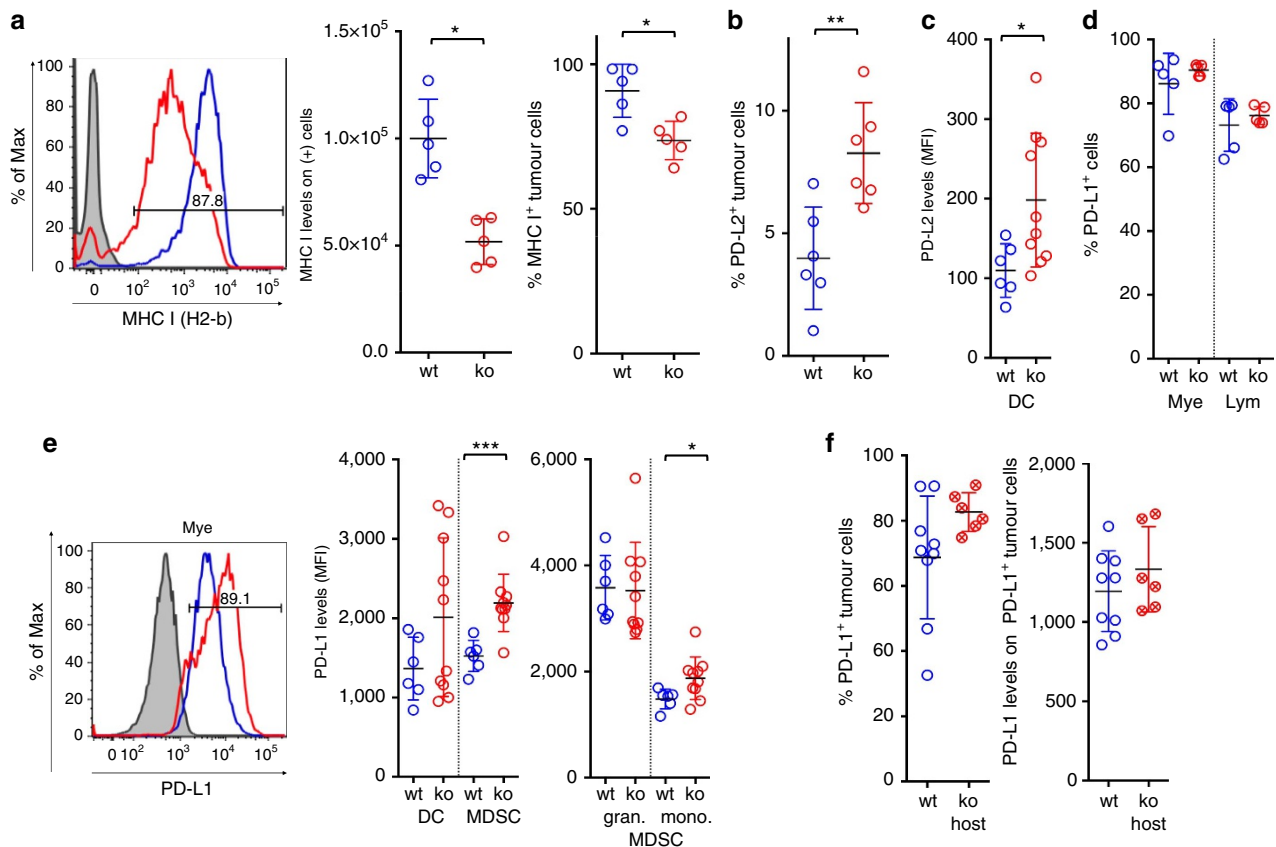 a
% of Max
100
80
60
40
20
0
87.8
0 10² 10³ 10⁴ 10⁵
MHC I (H2-b)
MHC I levels on (+) cells
1.5×10⁵
1.0×10⁵
5.0×10⁴
0.0
*
wt ko
% MHC I⁺ tumour cells
100
50
0
*
wt ko
b
% PD-L2⁺ tumour cells
10
5
0
**
wt ko
c
PD-L2 levels (MFI)
400
300
200
100
0
*
wt ko
DC
d
% PD-L1⁺ cells
100
80
60
40
20
0
wt ko wt ko
Mye Lym
e
Mye
% of Max
100
80
60
40
20
0
89.1
0 10² 10³ 10⁴ 10⁵
PD-L1
PD-L1 levels (MFI)
4,000
3,000
2,000
1,000
0
***
wt ko wt ko
DC MDSC
6,000
4,000
2,000
0
*
wt ko wt ko
gran. mono.
MDSC
f
% PD-L1⁺ tumour cells
100
80
60
40
20
0
wt ko
host
PD-L1 levels on PD-L1⁺ tumour cells
2,000
1,500
1,000
500
0
wt ko
host